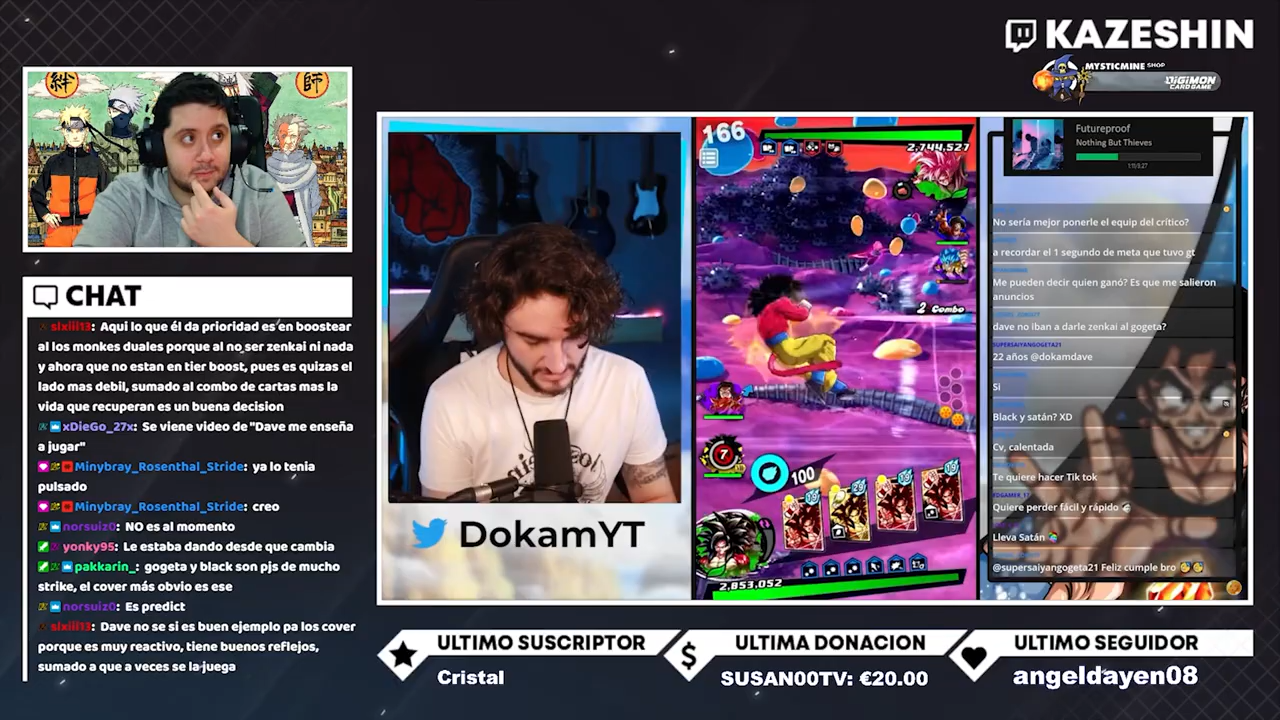 KAZESHIN
MYSTICMINE SHOP
DIGIMON
CARD GAME
絆
師
CHAT
slxiii13: Aqui lo que él da prioridad es en boostear
al los monkes duales porque al no ser zenkai ni nada
y ahora que no estan en tier boost, pues es quizas el
lado mas debil, sumado al combo de cartas mas la
vida que recuperan es un buena decision
xDieGo_27x: Se viene video de "Dave me enseña
a jugar"
Minybray_Rosenthal_Stride: ya lo tenia
pulsado
Minybray_Rosenthal_Stride: creo
norsuiz0: NO es al momento
yonky95: Le estaba dando desde que cambia
pakkarin_: gogeta y black son pjs de mucho
strike, el cover más obvio es ese
norsuiz0: Es predict
slxiii13: Dave no se si es buen ejemplo pa los cover
porque es muy reactivo, tiene buenos reflejos,
sumado a que a veces se la juega
DokamYT
166
2,744,527
2 Combo
7
100
2,853,052
Futureproof
Nothing But Thieves
No sería mejor ponerle el equip del crítico?
a recordar el 1 segundo de meta que tuvo gt
Me pueden decir quien ganó? Es que me salieron
anuncios
dave no iban a darle zenkai al gogeta?
SUPERSAIYANGOGETA21
22 años @dokamdave
Si
Black y satán? XD
Cv, calentada
Te quiere hacer Tik tok
Quiere perder fácil y rápido
Lleva Satán
@supersaiyangogeta21 Feliz cumple bro
ULTIMO SUSCRIPTOR
Cristal
ULTIMA DONACION
SUSAN00TV: €20.00
ULTIMO SEGUIDOR
angeldayen08